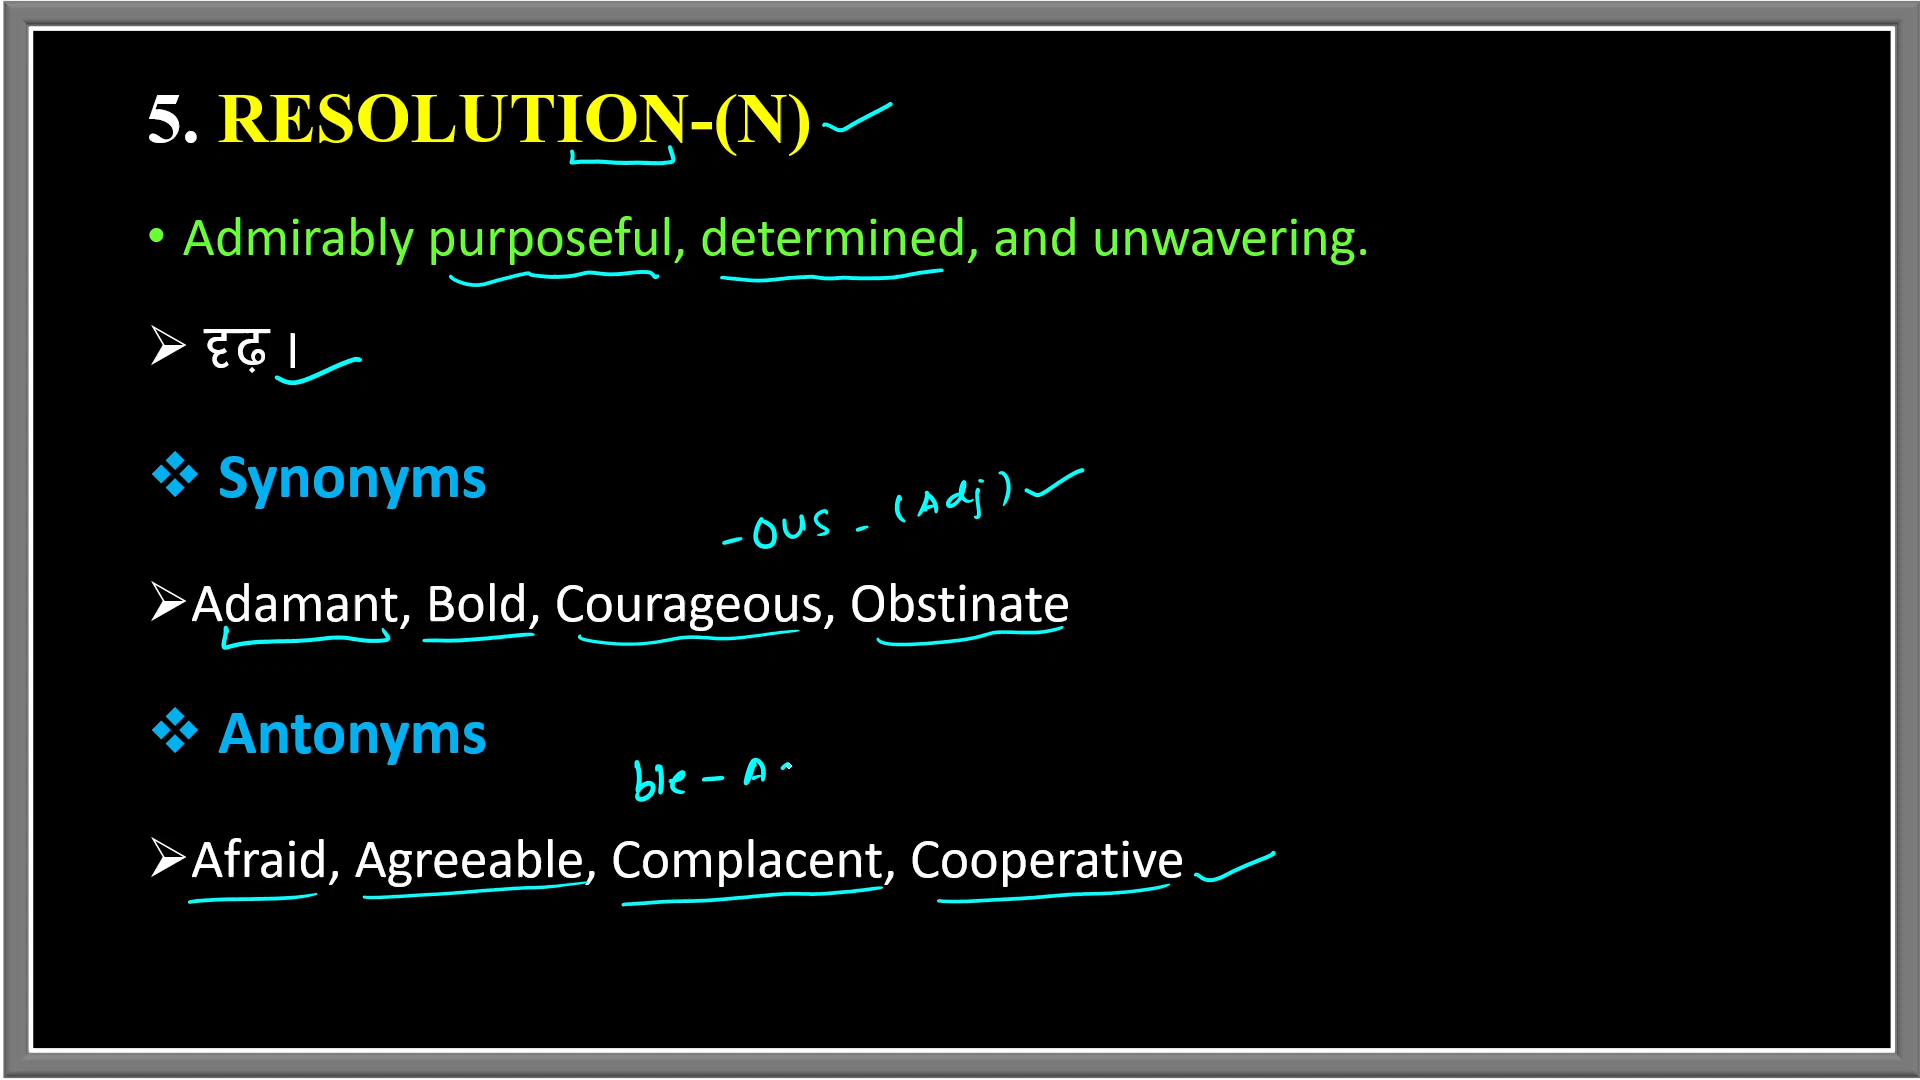 5. RESOLUTION-(N)
• Admirably purposeful, determined, and unwavering.
➢ दृढ़ ।
❖ Synonyms
-ous - (Adj)
➢Adamant, Bold, Courageous, Obstinate
❖ Antonyms
ble - A
➢Afraid, Agreeable, Complacent, Cooperative